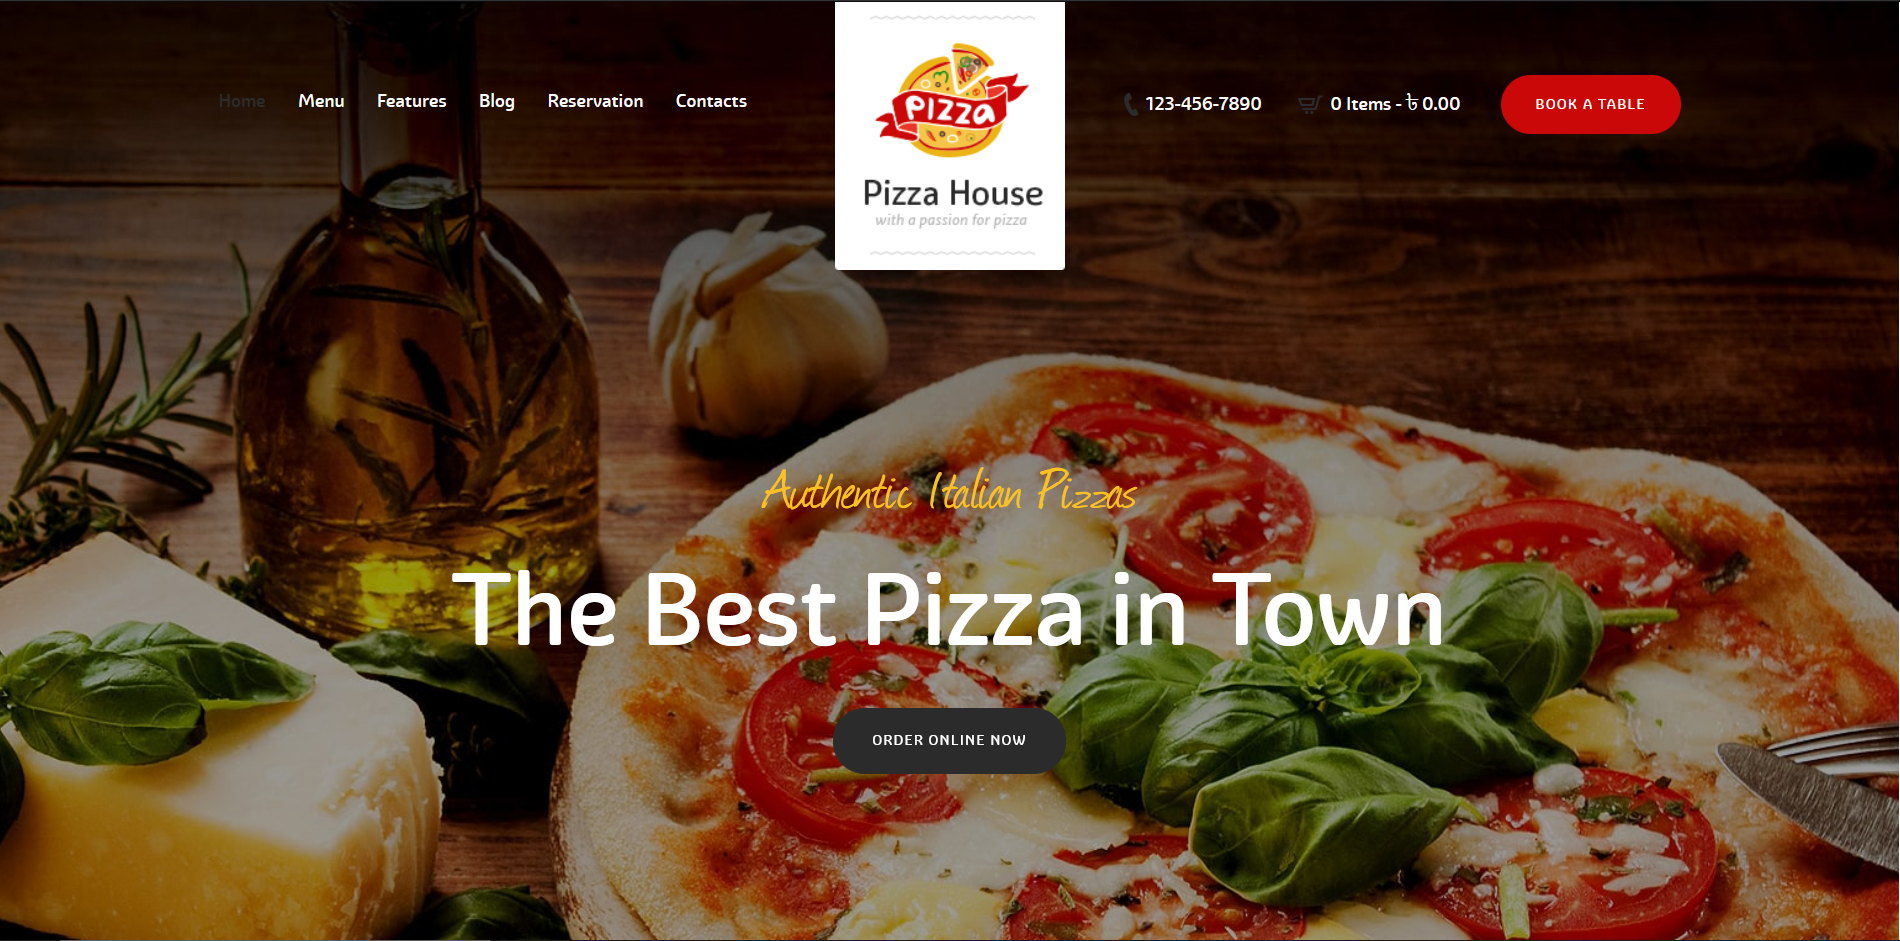 Home Menu Features Blog Reservation Contacts
PIZZA
Pizza House
with a passion for pizza
123-456-7890
0 Items - ৳ 0.00
BOOK A TABLE
Authentic Italian Pizzas
The Best Pizza in Town
ORDER ONLINE NOW